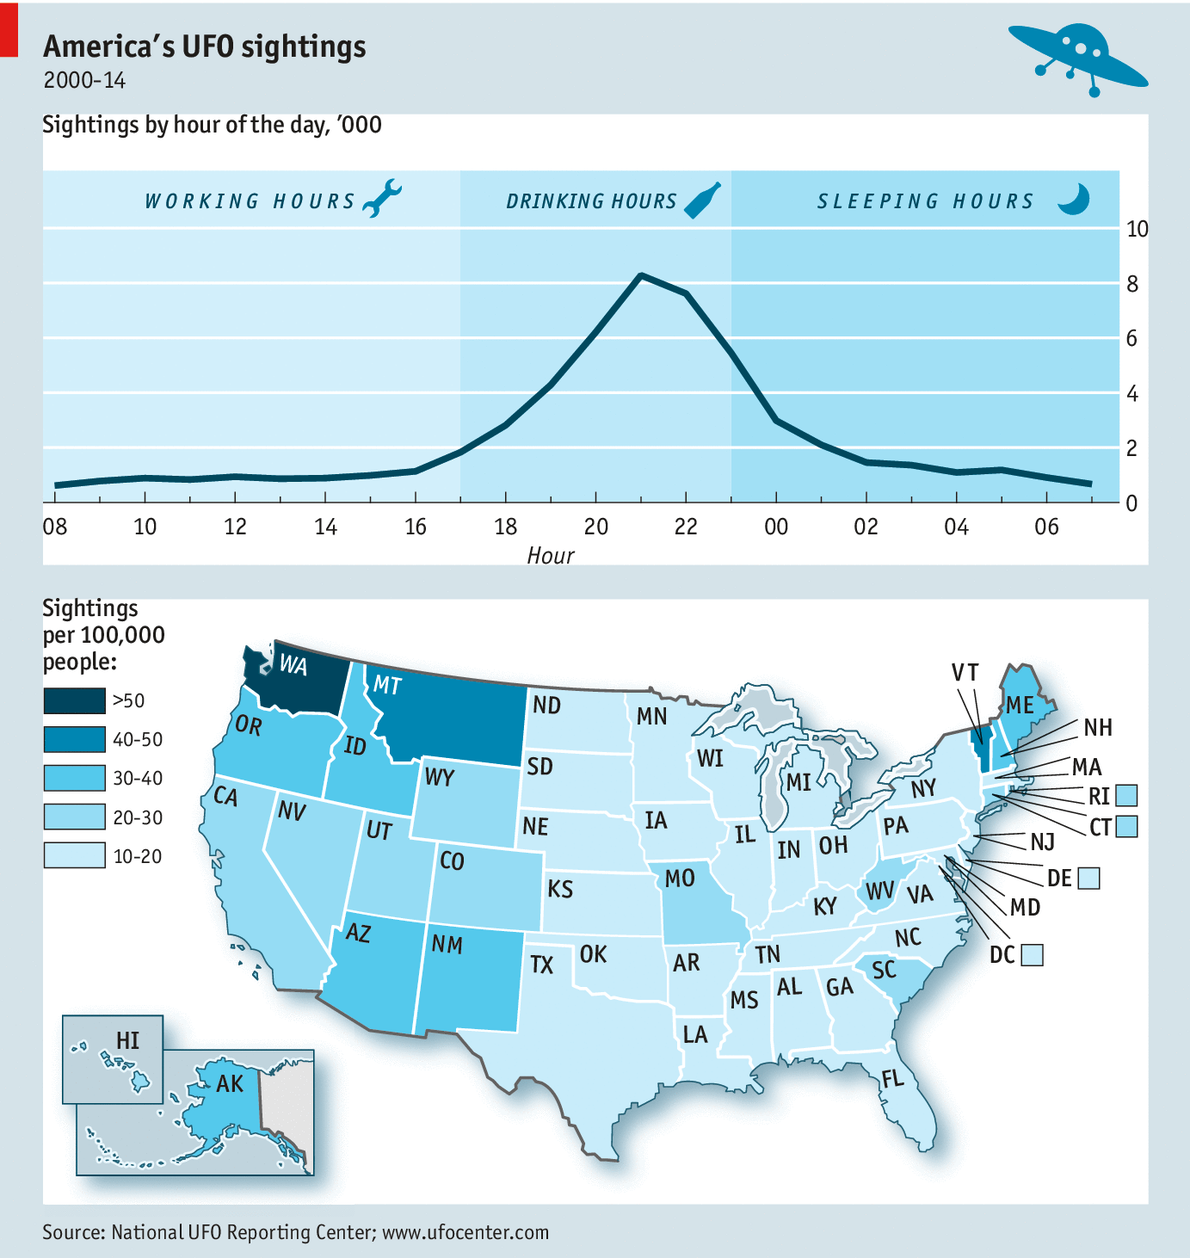 America's UFO sightings
2000-14
Sightings by hour of the day, '000
WORKING HOURS
DRINKING HOURS
SLEEPING HOURS
10
8
6
4
2
0
08 10 12 14 16 18 20 22 00 02 04 06
Hour
Sightings
per 100,000
people:
>50
40-50
30-40
20-30
10-20
WA
MT
ND
MN
VT
ME
OR
ID
NH
WI
MI
SD
WY
MA
NY
RI
CA
NV
UT
NE
IA
PA
CT
IL
IN
OH
NJ
CO
KS
MO
DE
WV
VA
KY
MD
AZ
NM
NC
DC
TX
OK
AR
TN
SC
MS
AL
GA
LA
FL
HI
AK
Source: National UFO Reporting Center; www.ufocenter.com